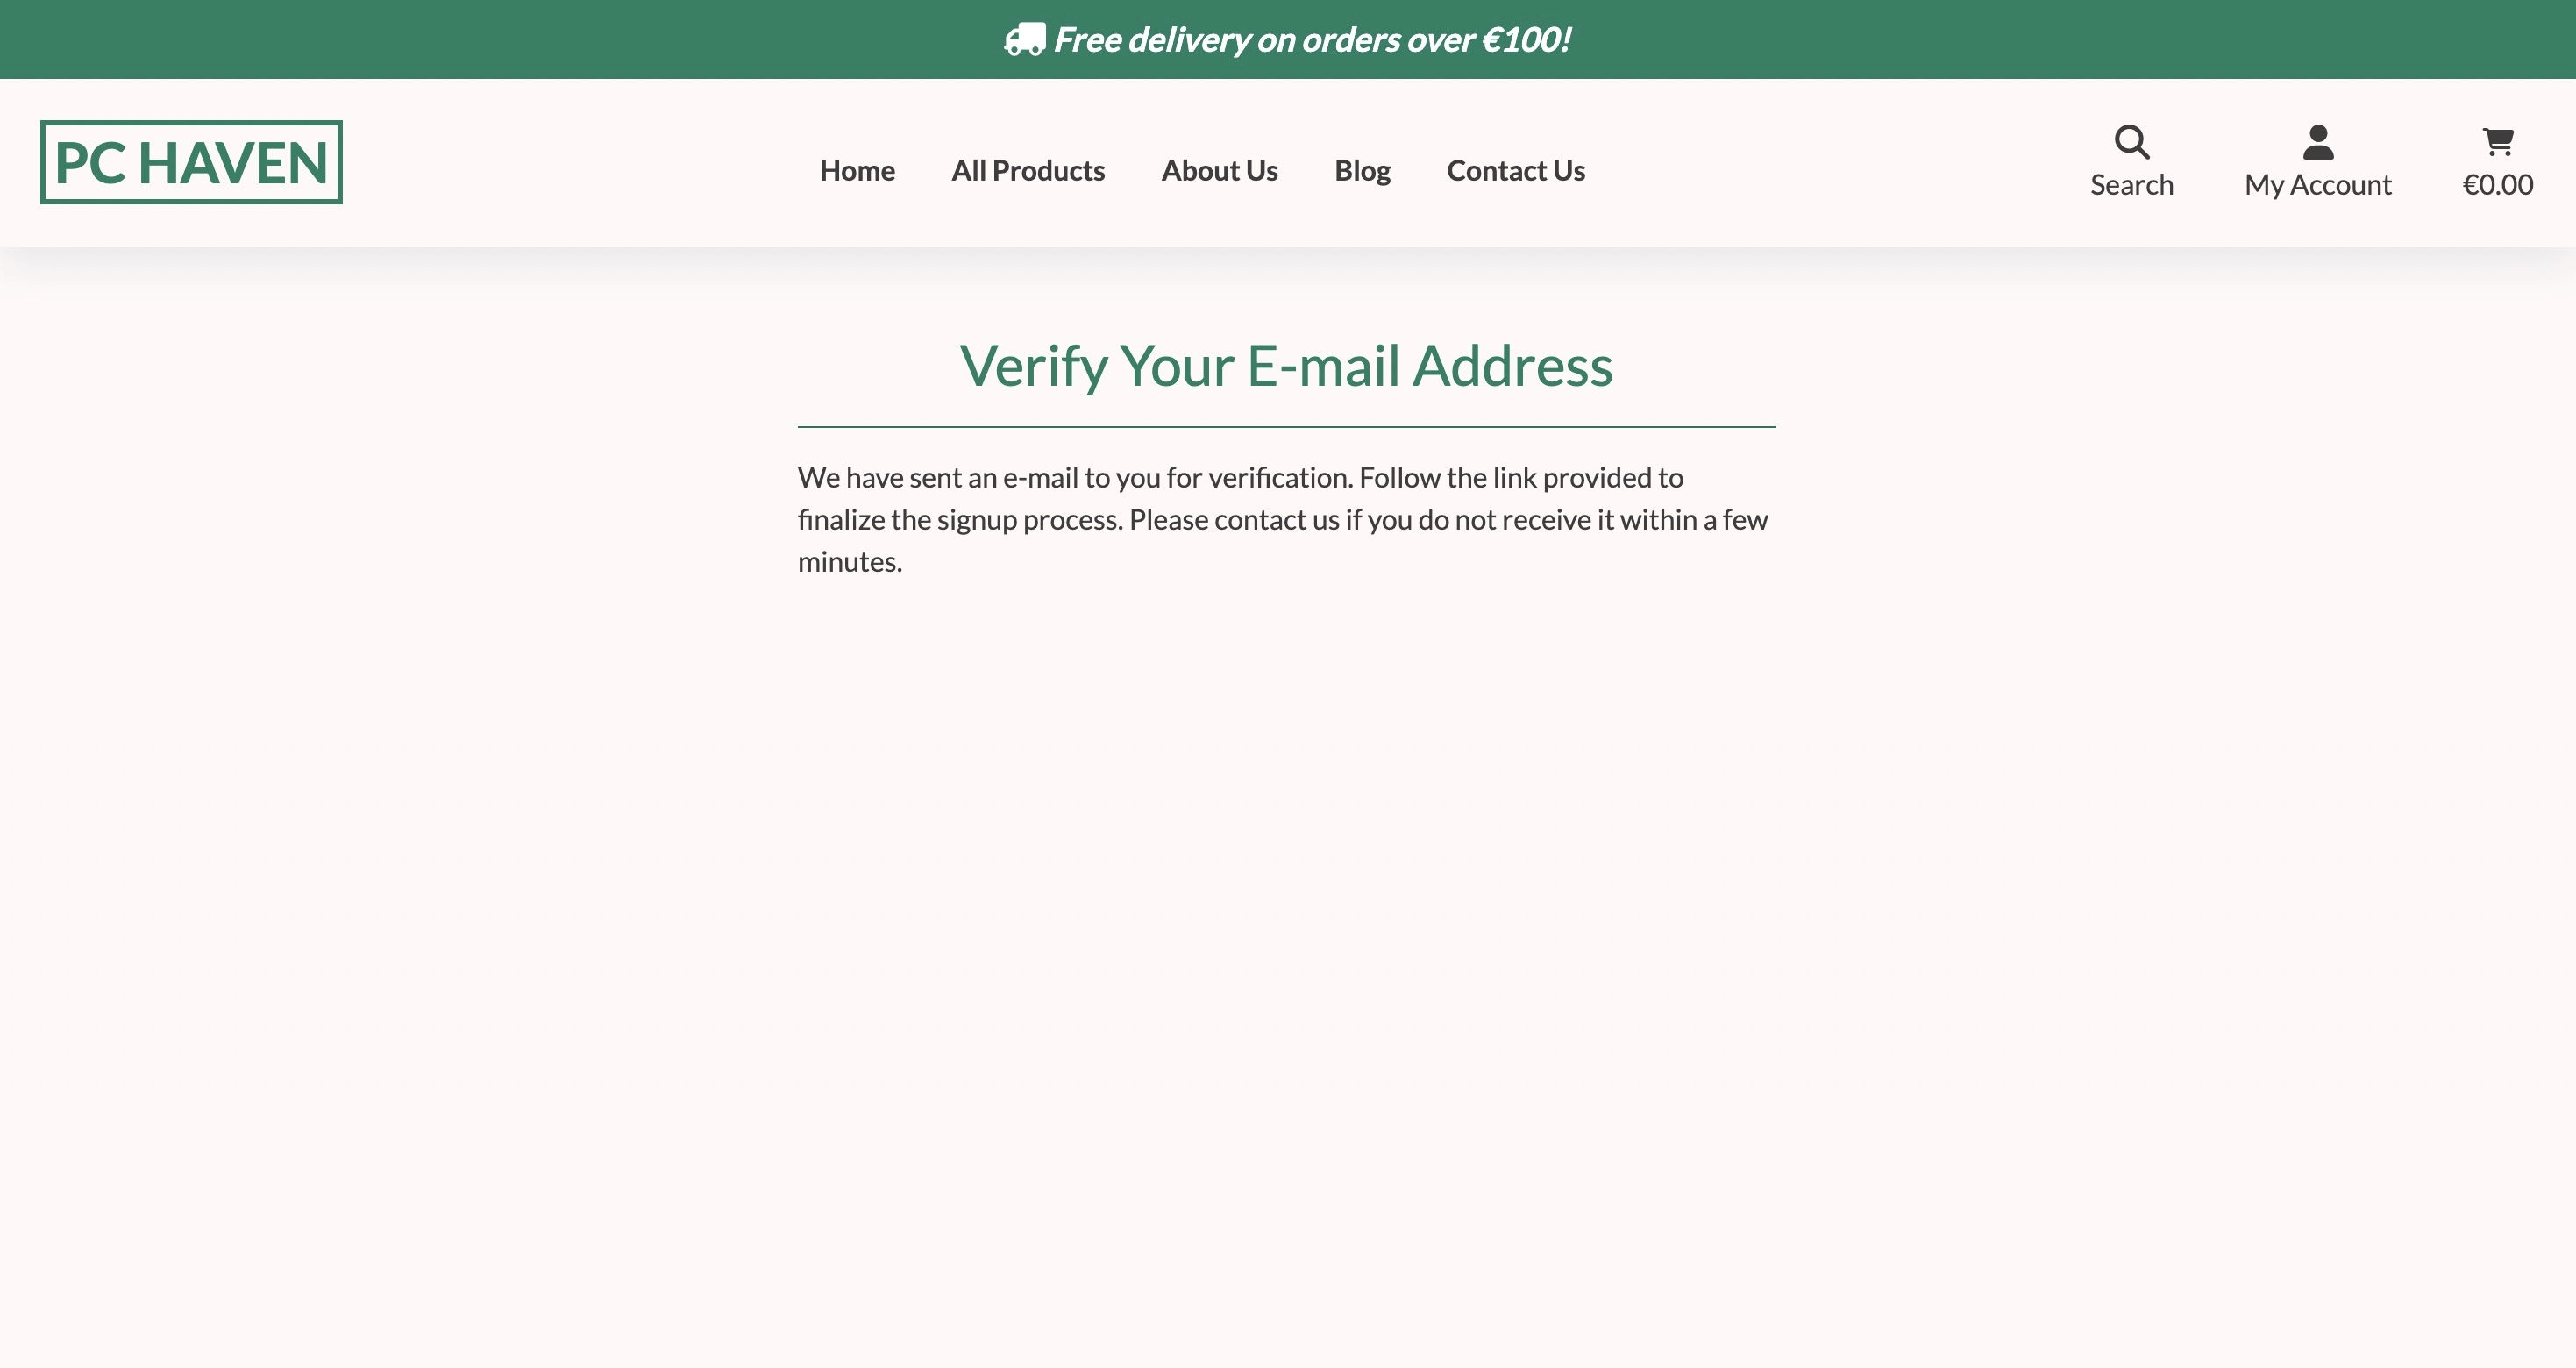 Free delivery on orders over €100!
PC HAVEN
Home
All Products
About Us
Blog
Contact Us
Search
My Account
€0.00
Verify Your E-mail Address
We have sent an e-mail to you for verification. Follow the link provided to
finalize the signup process. Please contact us if you do not receive it within a few
minutes.